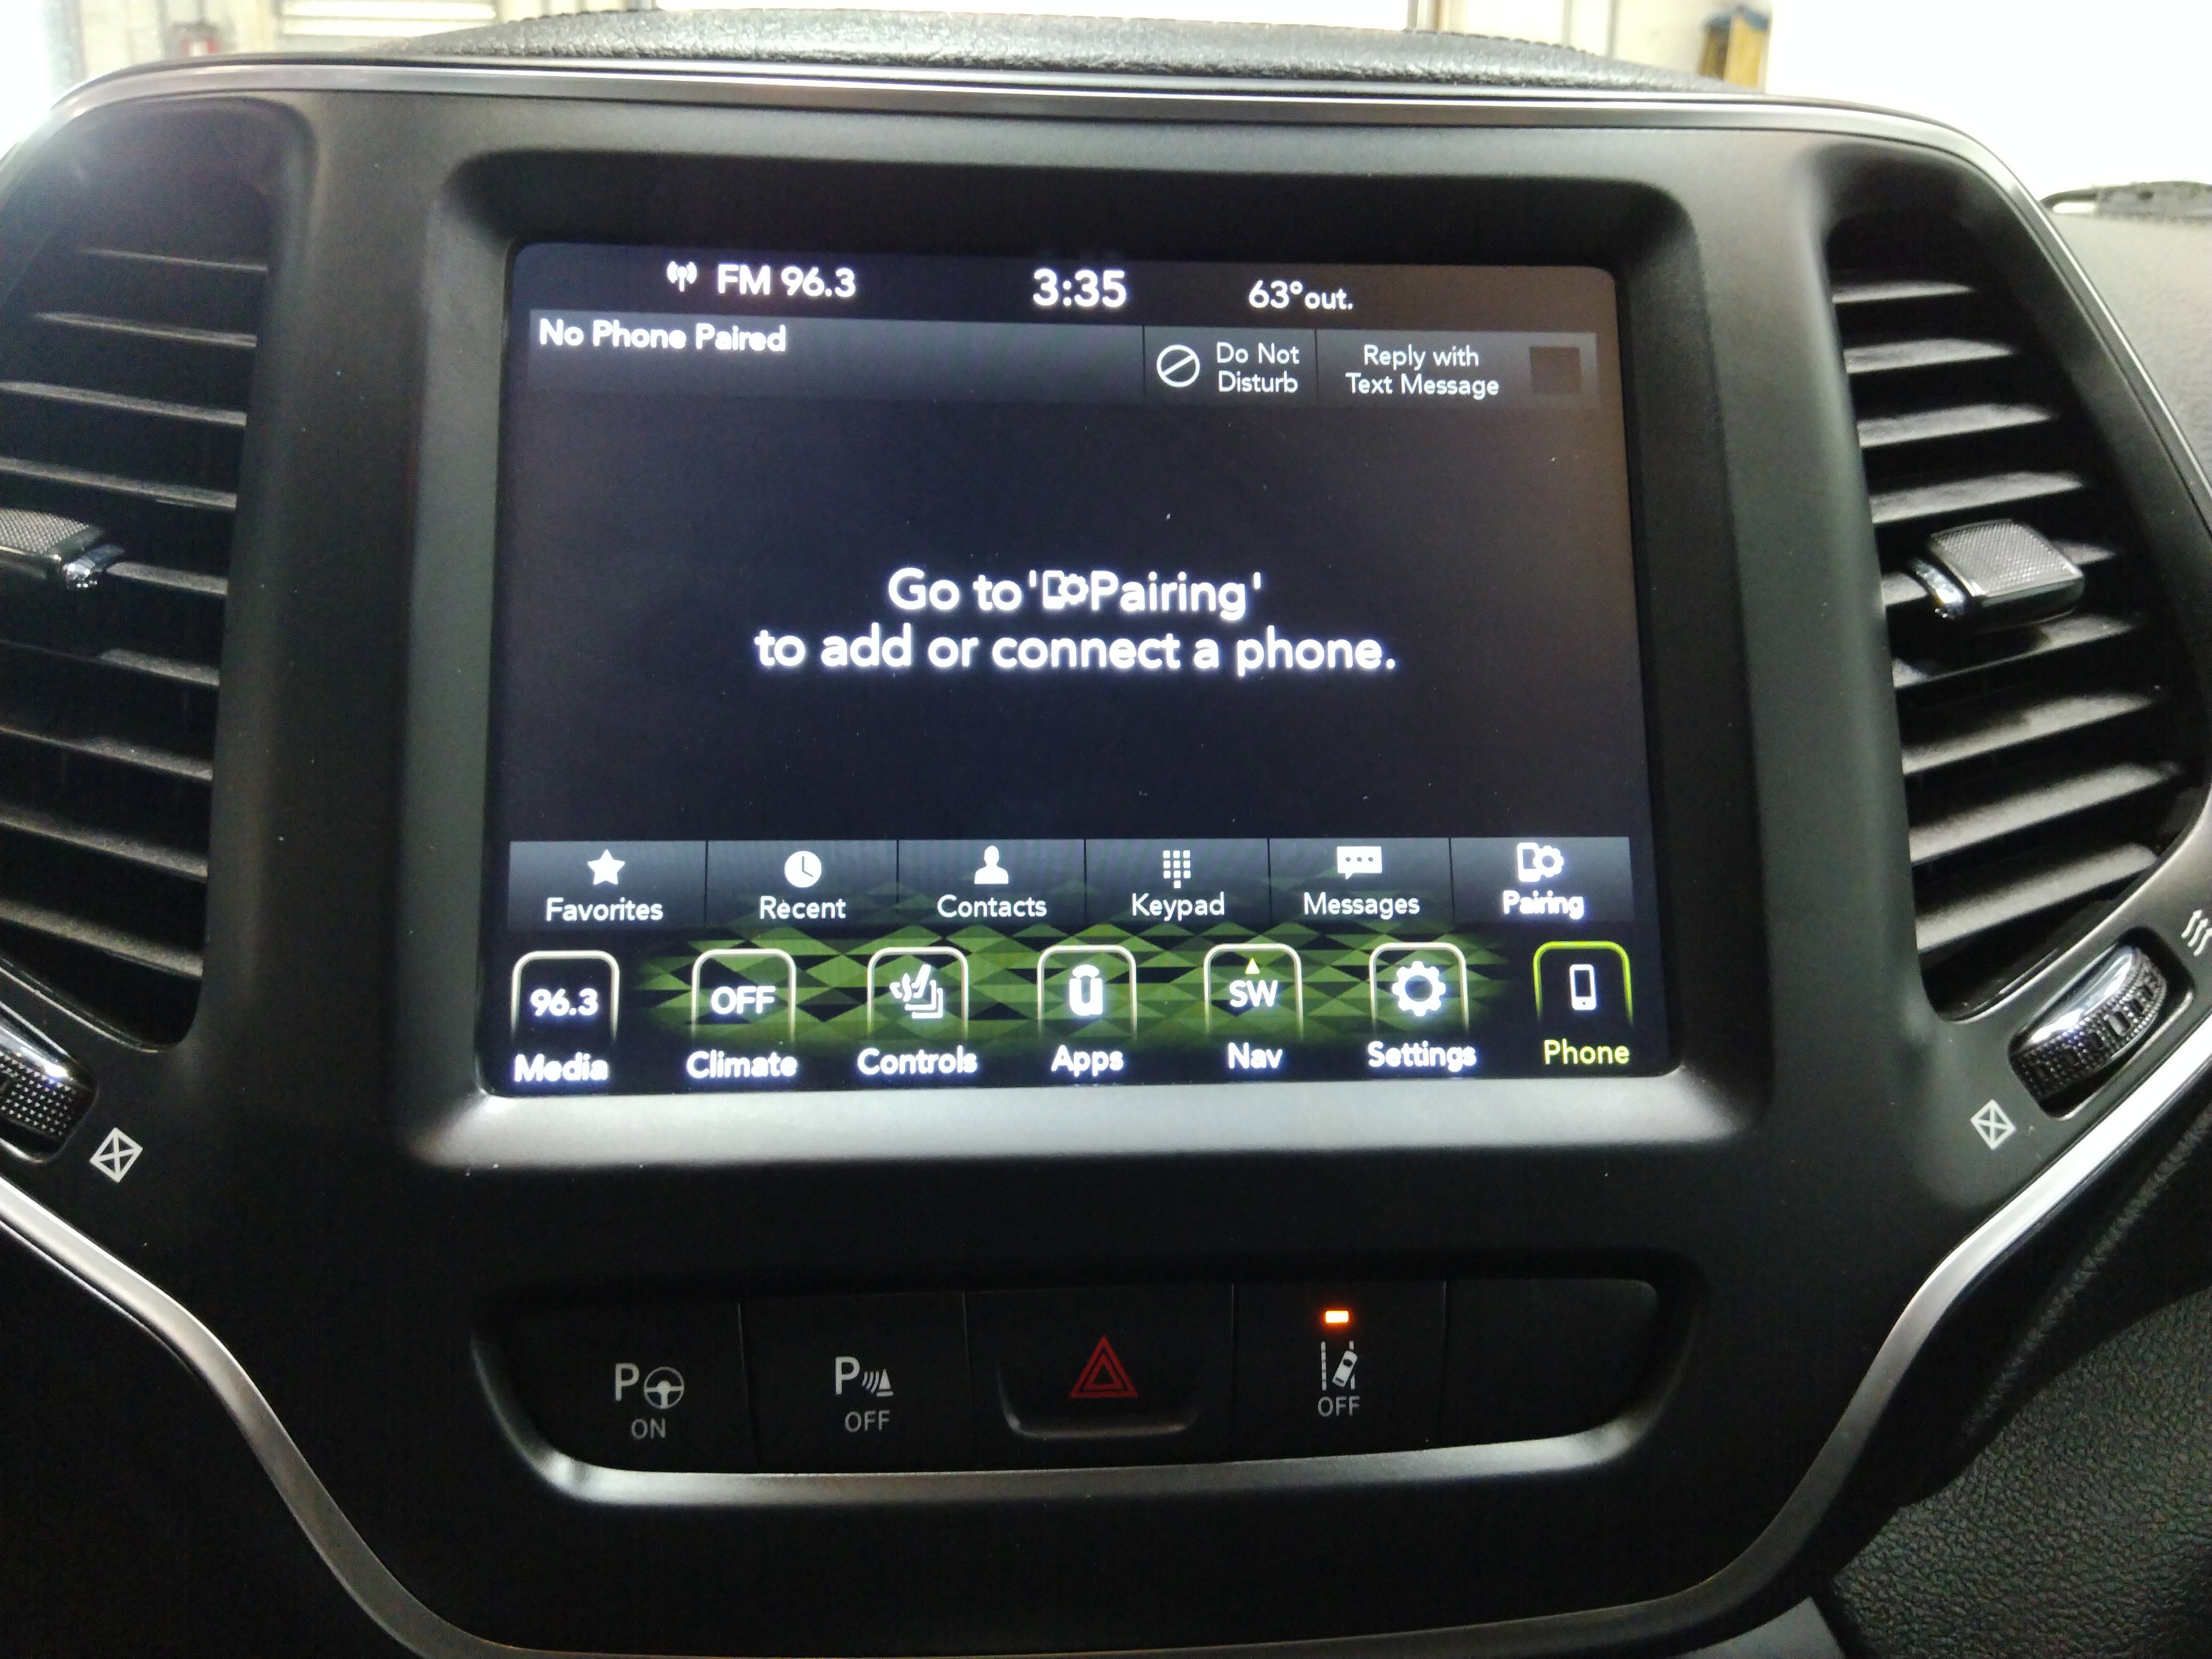 FM 96.3
3:35
63° out.
No Phone Paired
Do Not
Disturb
Reply with
Text Message
Go to 'Pairing'
to add or connect a phone.
Favorites
Recent
Contacts
Keypad
Messages
Pairing
96.3
OFF
SW
Media
Climate
Controls
Apps
Nav
Settings
Phone
P
ON
P
OFF
OFF